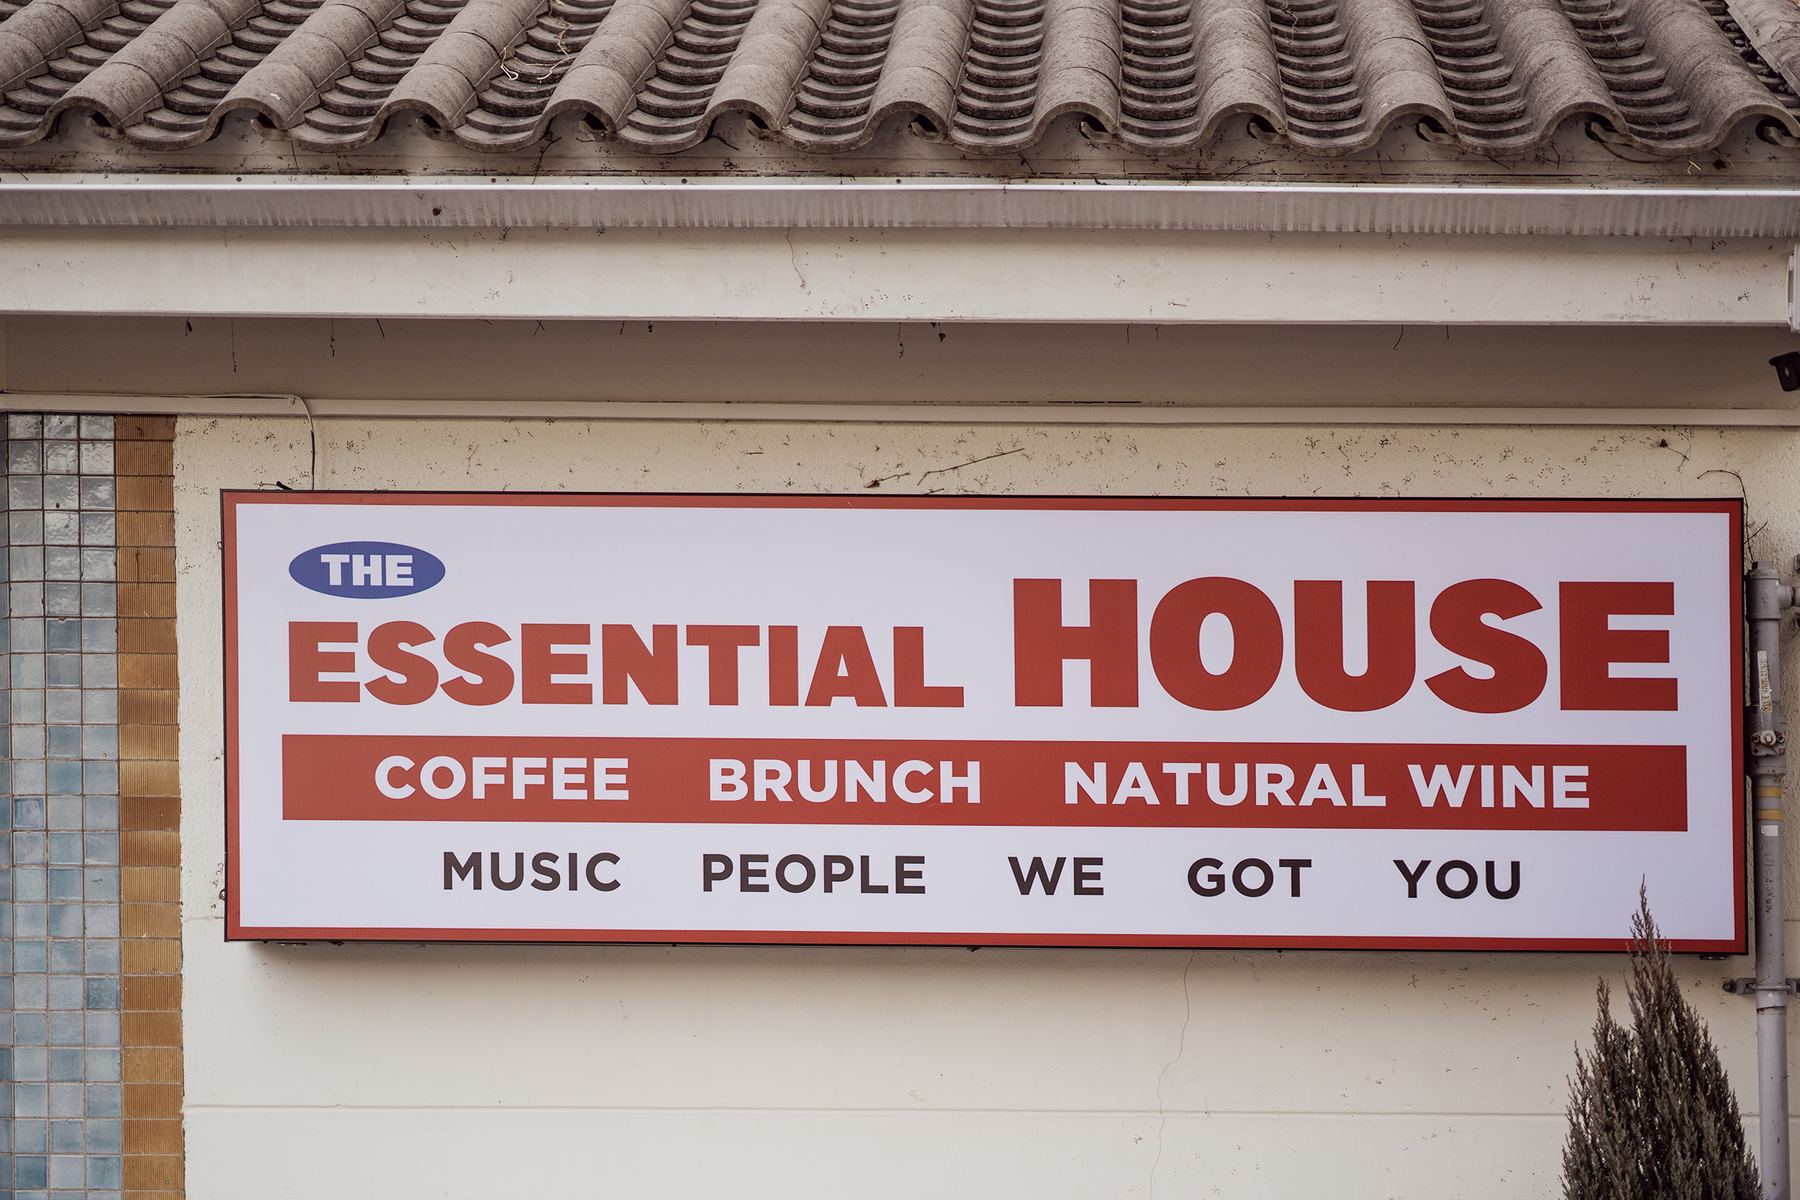 THE
ESSENTIAL HOUSE
COFFEE BRUNCH NATURAL WINE
MUSIC PEOPLE WE GOT YOU